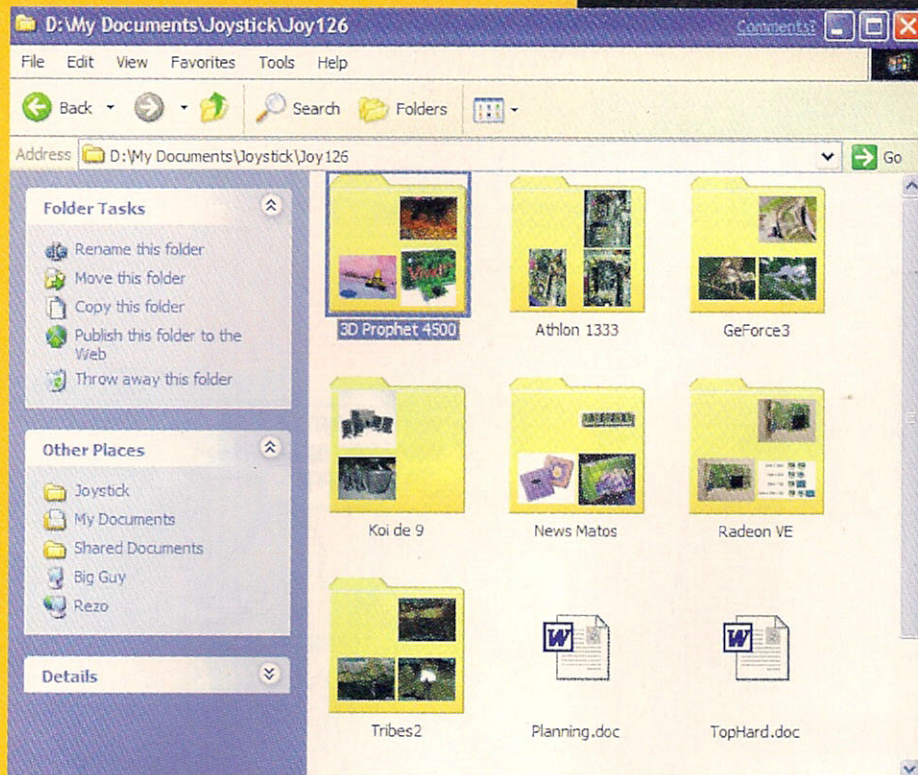 D:\My Documents\Joystick\Joy126
Comments?
File Edit View Favorites Tools Help
Back Search Folders
Address D:\My Documents\Joystick\Joy126 Go
Folder Tasks
Rename this folder
Move this folder
Copy this folder
Publish this folder to the
Web
Throw away this folder
Other Places
Joystick
My Documents
Shared Documents
Big Guy
Rezo
Details
3D Prophet 4500
Athlon 1333
GeForce3
Koi de 9
News Matos
Radeon VE
Tribes2
Planning.doc
TopHard.doc